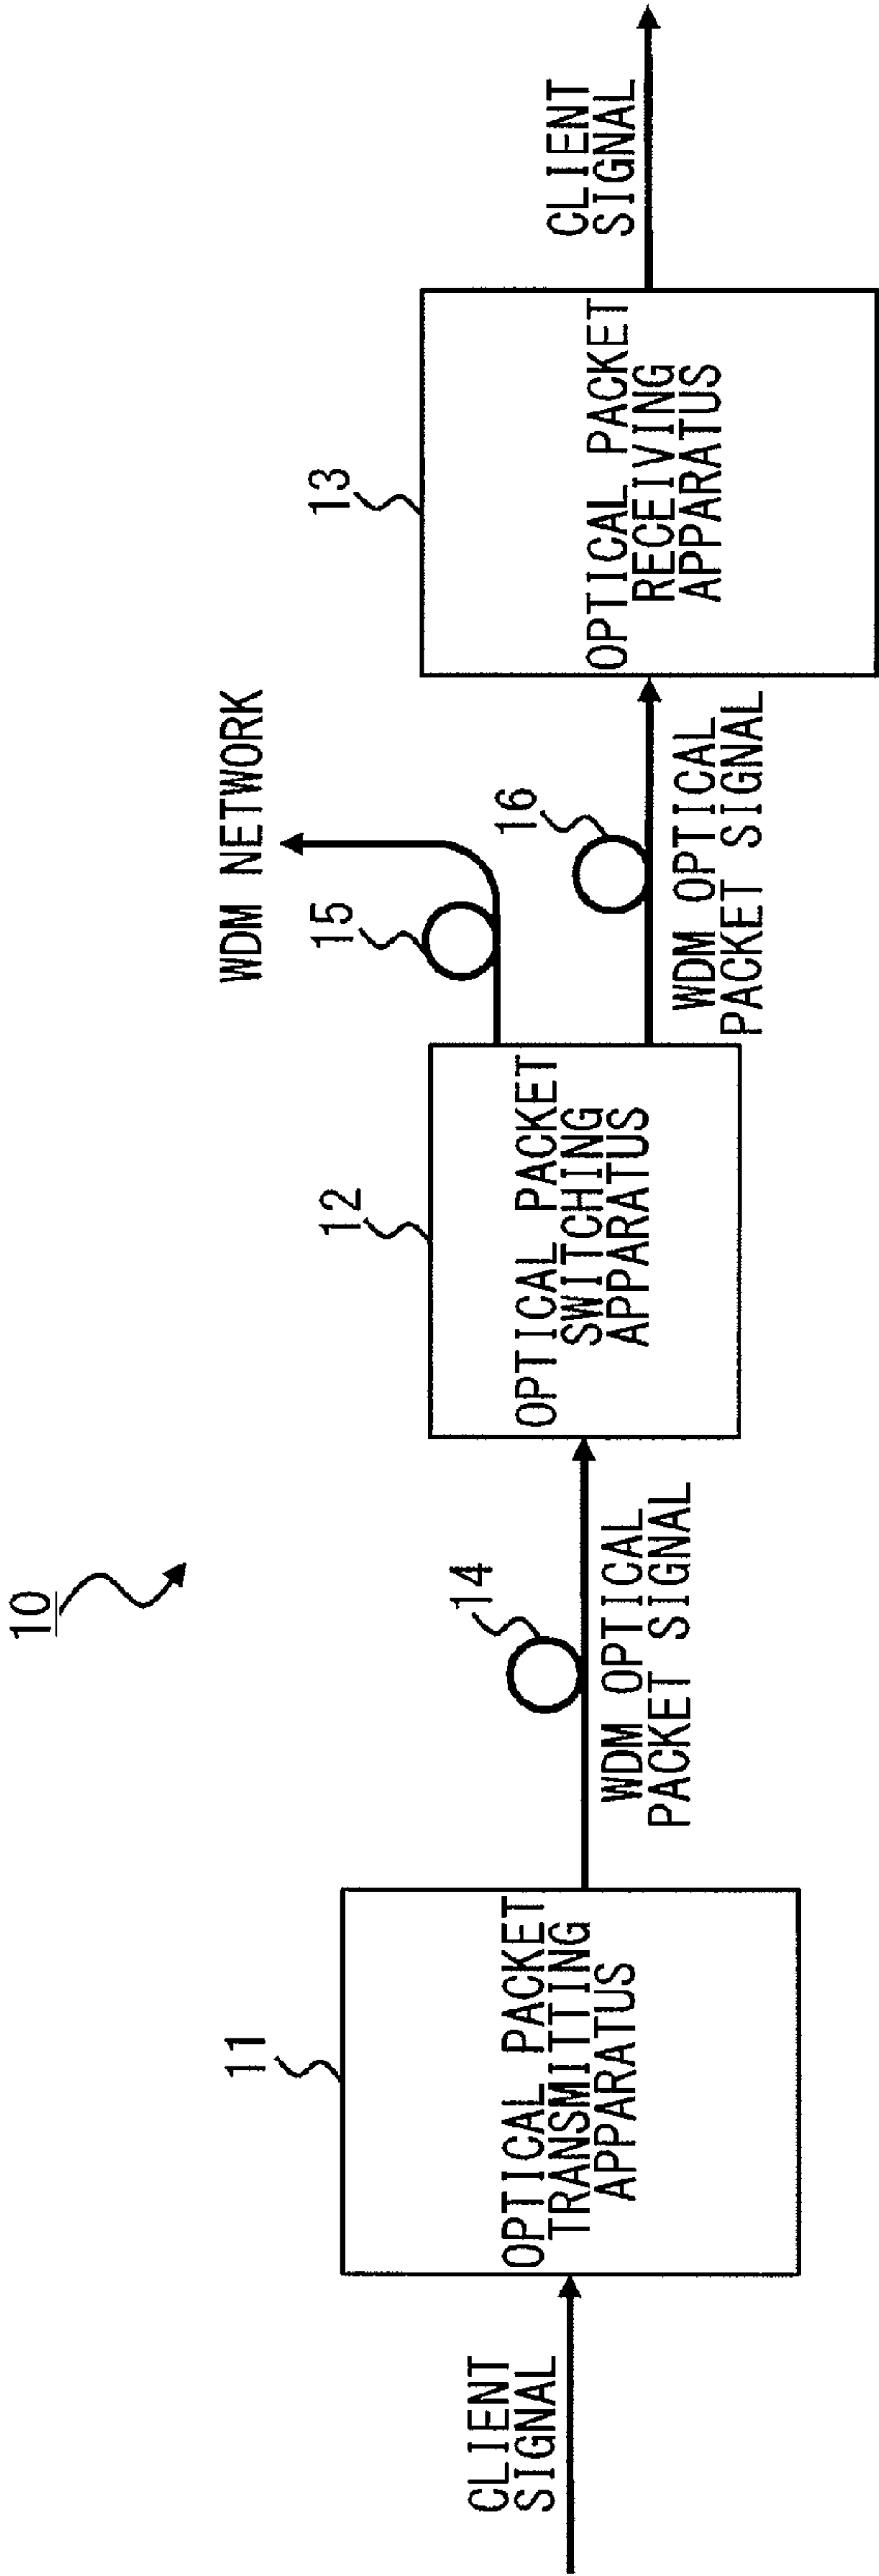 10
WDM NETWORK
11
12
13
14
15
16
CLIENT
SIGNAL
OPTICAL PACKET
TRANSMITTING
APPARATUS
WDM OPTICAL
PACKET SIGNAL
OPTICAL PACKET
SWITCHING
APPARATUS
WDM OPTICAL
PACKET SIGNAL
OPTICAL PACKET
RECEIVING
APPARATUS
CLIENT
SIGNAL